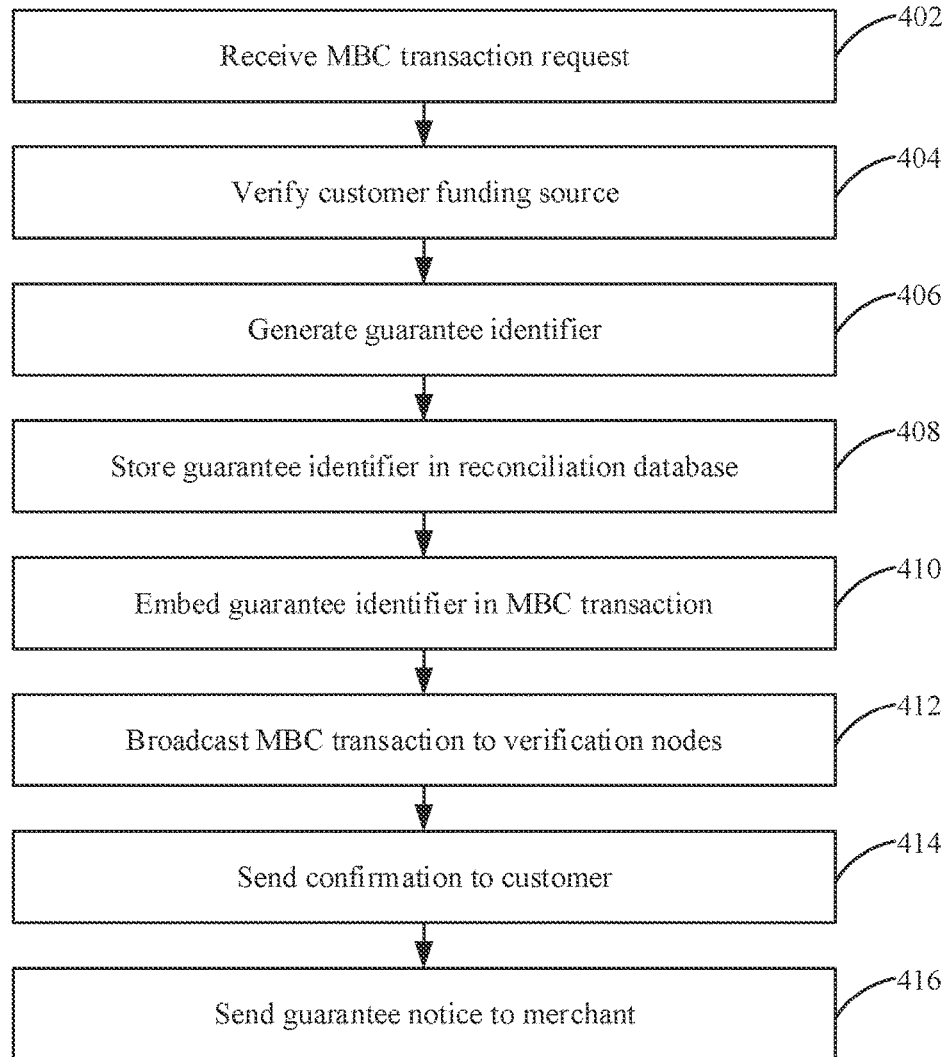 402
Receive MBC transaction request
404
Verify customer funding source
406
Generate guarantee identifier
408
Store guarantee identifier in reconciliation database
410
Embed guarantee identifier in MBC transaction
412
Broadcast MBC transaction to verification nodes
414
Send confirmation to customer
416
Send guarantee notice to merchant